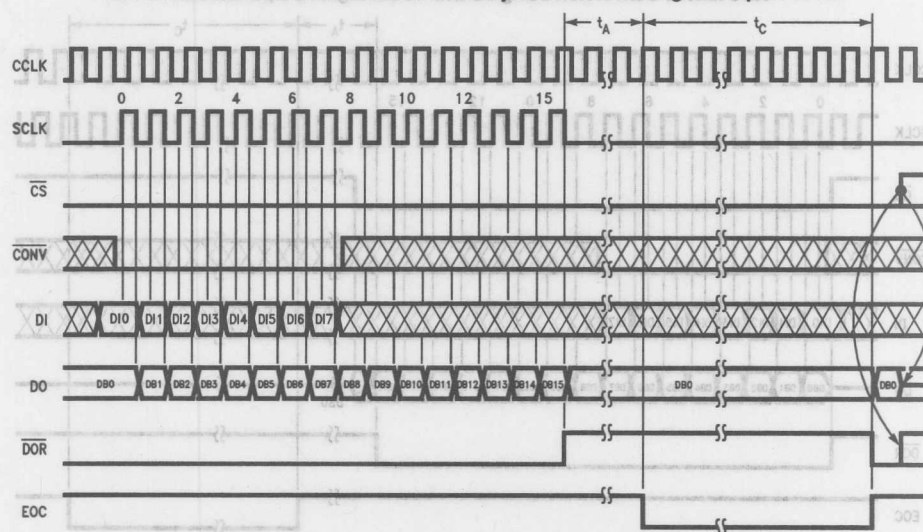 t_A t_C
CCLK
0 2 4 6 8 10 12 15
SCLK
CS
CONV
DI DI0 DI1 DI2 DI3 DI4 DI5 DI6 DI7
DO DB0 DB1 DB2 DB3 DB4 DB5 DB6 DB7 DB8 DB9 DB10 DB11 DB12 DB13 DB14 DB15 DB0 DB0
DOR
EOC